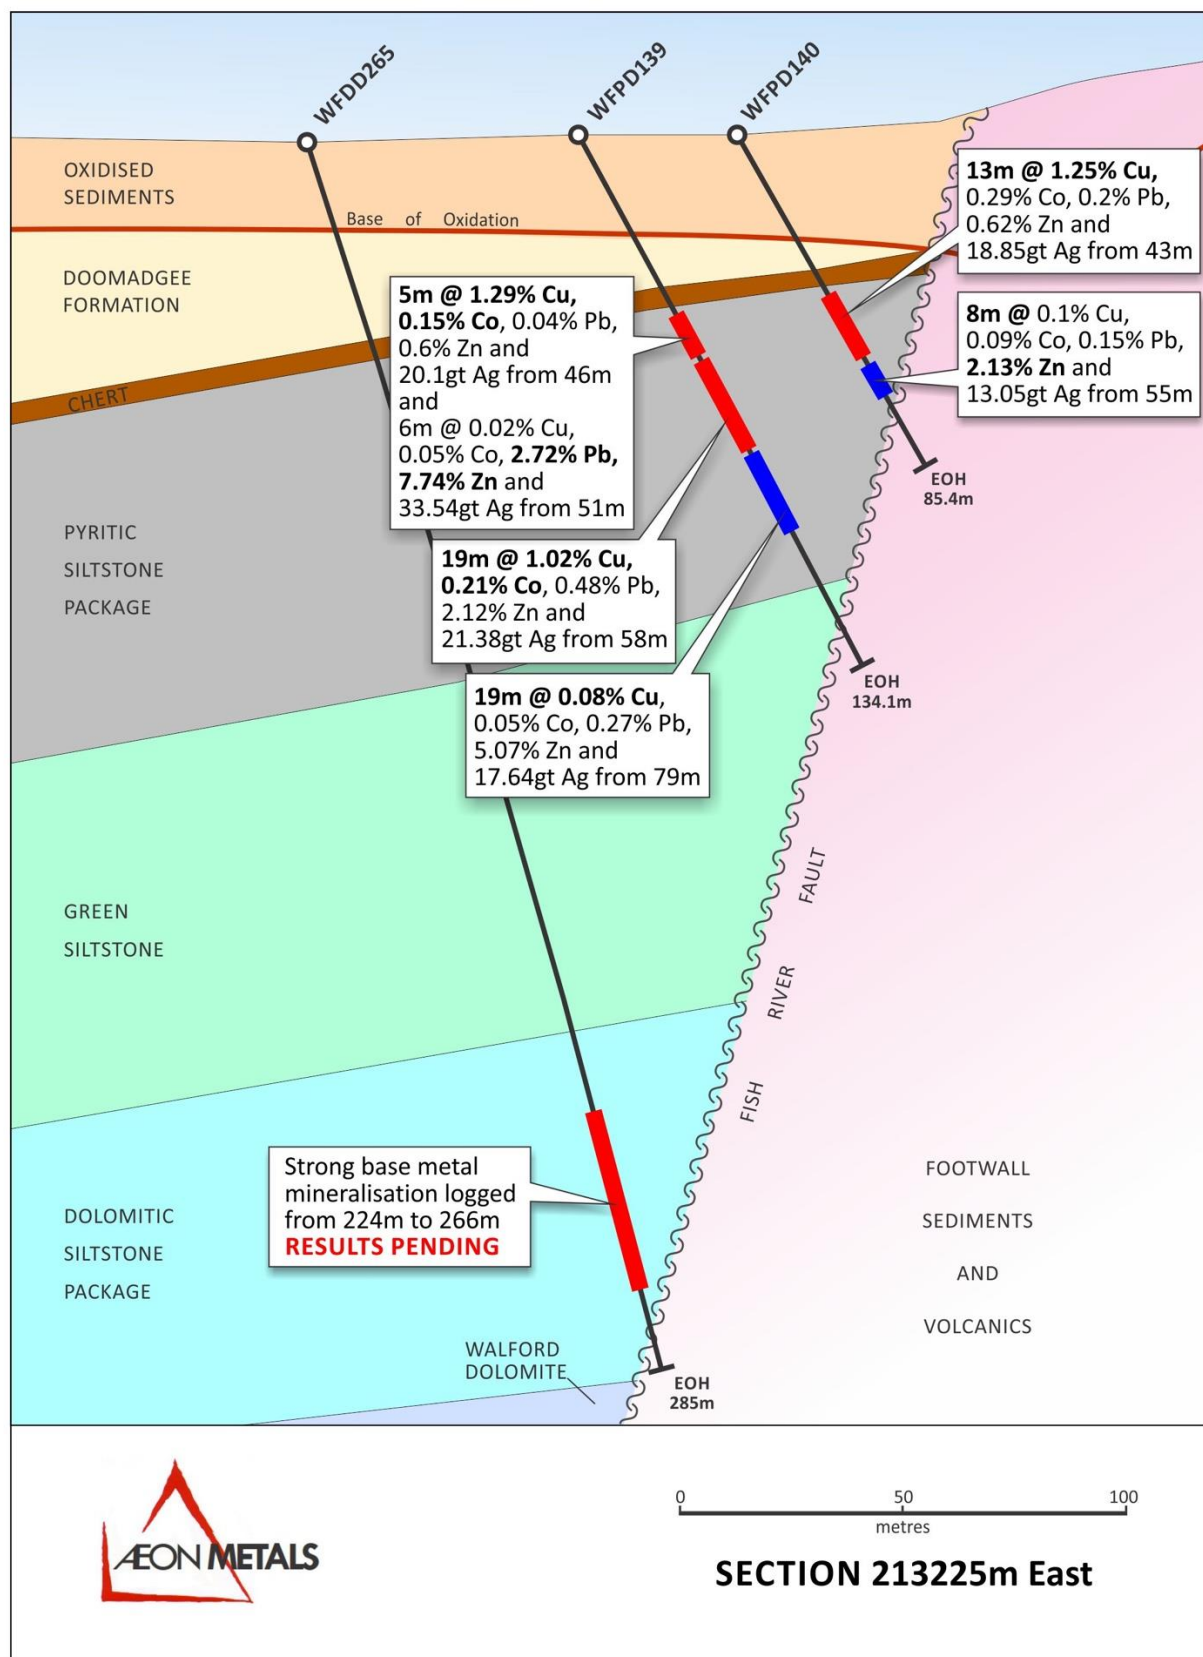 WFDD265
WFPD139
WFPD140
OXIDISED
SEDIMENTS
Base of Oxidation
DOOMADGEE
FORMATION
CHERT
13m @ 1.25% Cu,
0.29% Co, 0.2% Pb,
0.62% Zn and
18.85gt Ag from 43m
8m @ 0.1% Cu,
0.09% Co, 0.15% Pb,
2.13% Zn and
13.05gt Ag from 55m
5m @ 1.29% Cu,
0.15% Co, 0.04% Pb,
0.6% Zn and
20.1gt Ag from 46m
and
6m @ 0.02% Cu,
0.05% Co, 2.72% Pb,
7.74% Zn and
33.54gt Ag from 51m
EOH
85.4m
PYRITIC
SILTSTONE
PACKAGE
19m @ 1.02% Cu,
0.21% Co, 0.48% Pb,
2.12% Zn and
21.38gt Ag from 58m
EOH
134.1m
19m @ 0.08% Cu,
0.05% Co, 0.27% Pb,
5.07% Zn and
17.64gt Ag from 79m
GREEN
SILTSTONE
FISH RIVER FAULT
Strong base metal
mineralisation logged
from 224m to 266m
RESULTS PENDING
DOLOMITIC
SILTSTONE
PACKAGE
FOOTWALL
SEDIMENTS
AND
VOLCANICS
WALFORD
DOLOMITE
EOH
285m
ÆON METALS
0 50 100
metres
SECTION 213225m East